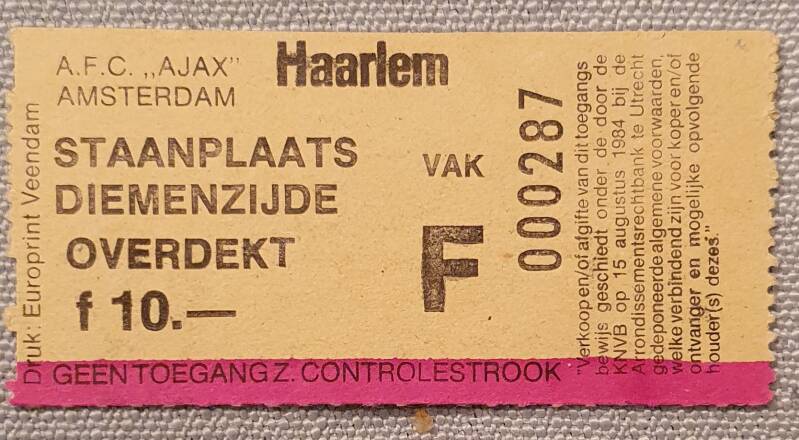 A.F.C. „AJAX” Haarlem
AMSTERDAM
STAANPLAATS
DIEMENZIJDE
OVERDEKT
f 10.—
VAK
F
000287
GEEN TOEGANG Z. CONTROLESTROOK
Druk: Europrint Veendam
"Verkoop en/of afgifte van dit toegangs
bewijs geschiedt onder de door de
KNVB op 15 augustus 1984 bij de
Arrondissementsrechtbank te Utrecht
gedeponeerde algemene voorwaarden,
welke verbindend zijn voor koper en/of
ontvanger en mogelijke opvolgende
houder(s) dezes."